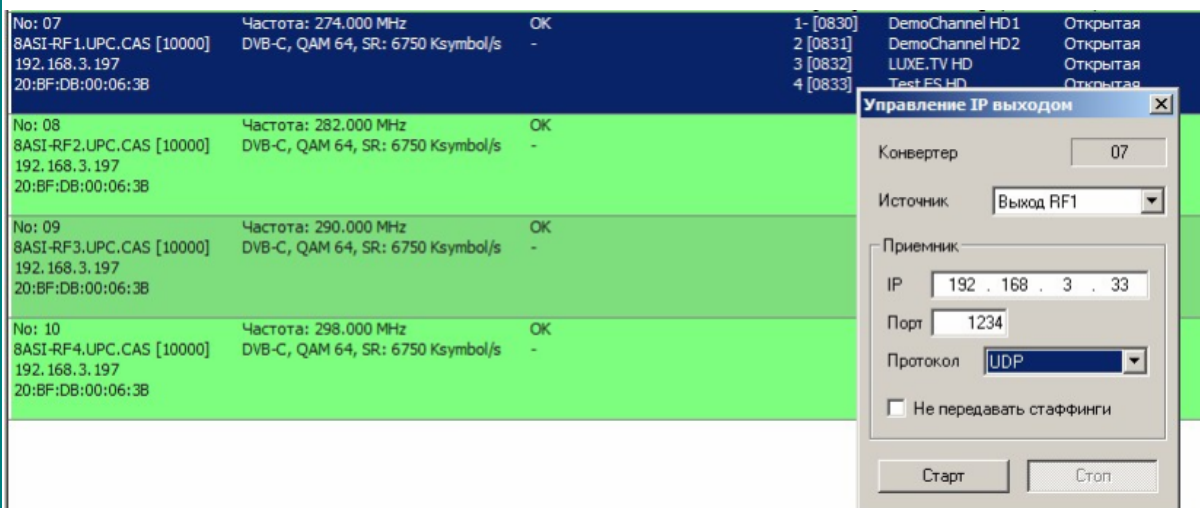 No: 07 Частота: 274.000 MHz OK 1- [0830] DemoChannel HD1 Открытая
8ASI-RF1.UPC.CAS [10000] DVB-C, QAM 64, SR: 6750 Ksymbol/s - 2 [0831] DemoChannel HD2 Открытая
192.168.3.197 3 [0832] LUXE.TV HD Открытая
20:BF:DB:00:06:3B 4 [0833] Test ES HD Открытая
No: 08 Частота: 282.000 MHz OK
8ASI-RF2.UPC.CAS [10000] DVB-C, QAM 64, SR: 6750 Ksymbol/s -
192.168.3.197
20:BF:DB:00:06:3B
No: 09 Частота: 290.000 MHz OK
8ASI-RF3.UPC.CAS [10000] DVB-C, QAM 64, SR: 6750 Ksymbol/s -
192.168.3.197
20:BF:DB:00:06:3B
No: 10 Частота: 298.000 MHz OK
8ASI-RF4.UPC.CAS [10000] DVB-C, QAM 64, SR: 6750 Ksymbol/s -
192.168.3.197
20:BF:DB:00:06:3B
Управление IP выходом
Конвертер 07
Источник Выход RF1
Приемник
IP 192 . 168 . 3 . 33
Порт 1234
Протокол UDP
Не передавать стаффинги
Старт Стоп